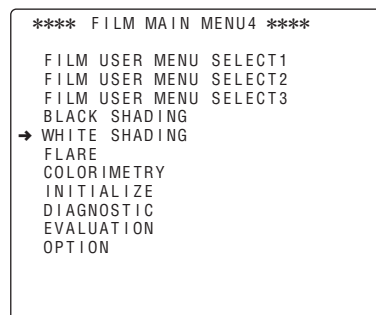 **** FILM MAIN MENU4 ****
FILM USER MENU SELECT1
FILM USER MENU SELECT2
FILM USER MENU SELECT3
BLACK SHADING
➔ WHITE SHADING
FLARE
COLORIMETRY
INITIALIZE
DIAGNOSTIC
EVALUATION
OPTION